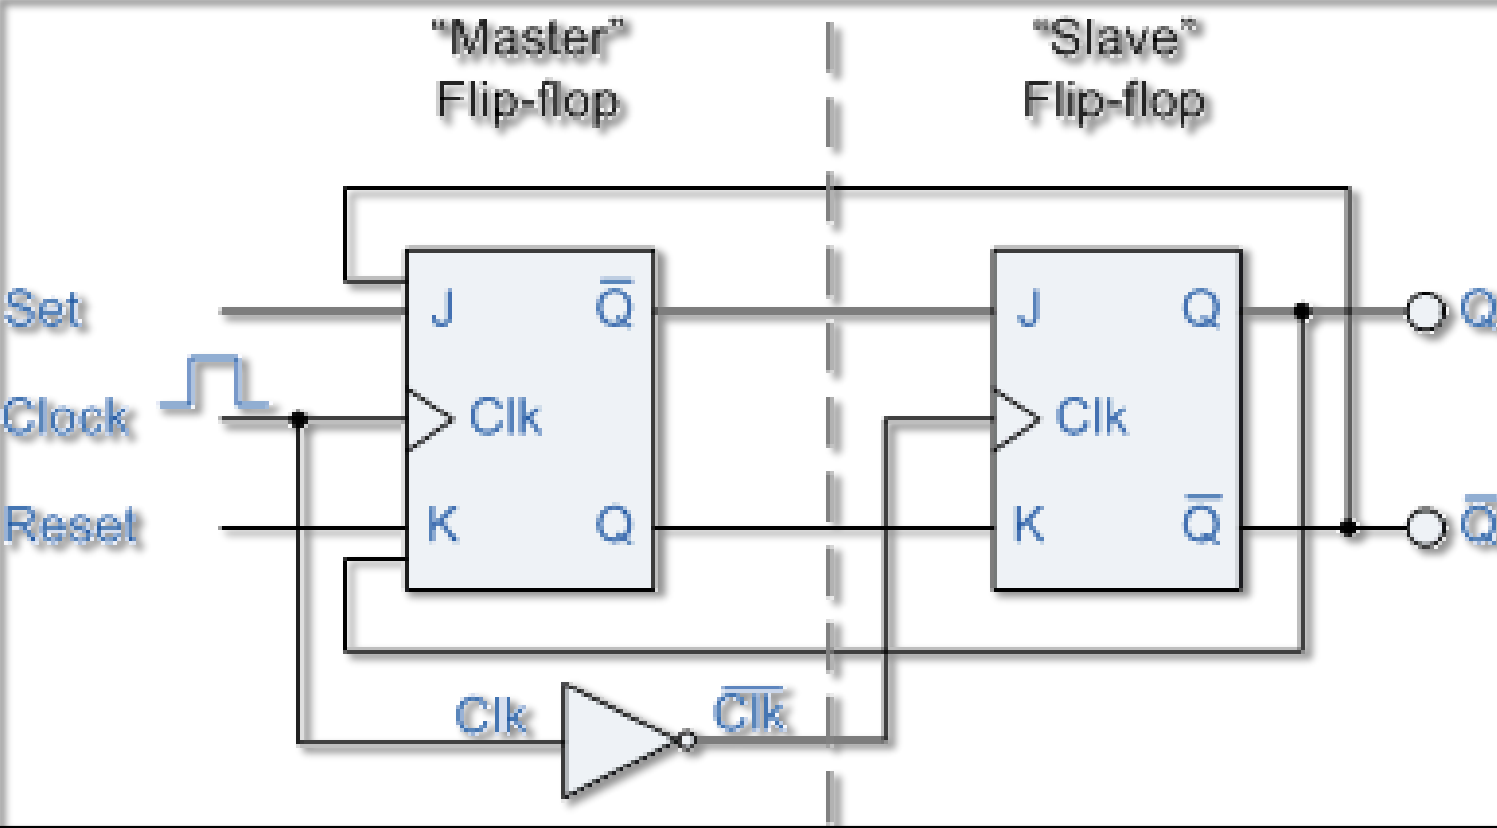 “Master”
Flip-flop
“Slave”
Flip-flop
Set
J
Q̅
J
Q
Q
Clock
Clk
Clk
Reset
K
Q
K
Q̅
Q̅
Clk
C̅l̅k̅